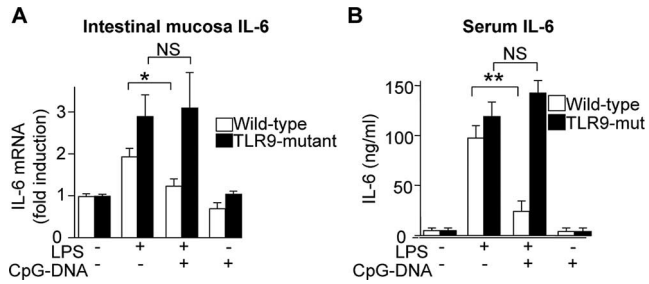 A
Intestinal mucosa IL-6
NS
*
3
2
1
0
IL-6 mRNA
(fold induction)
Wild-type
TLR9-mutant
LPS - + + -
CpG-DNA - - + +
B
Serum IL-6
NS
**
150
100
50
0
IL-6 (ng/ml)
Wild-type
TLR9-mut
LPS - + + -
CpG-DNA - - + +